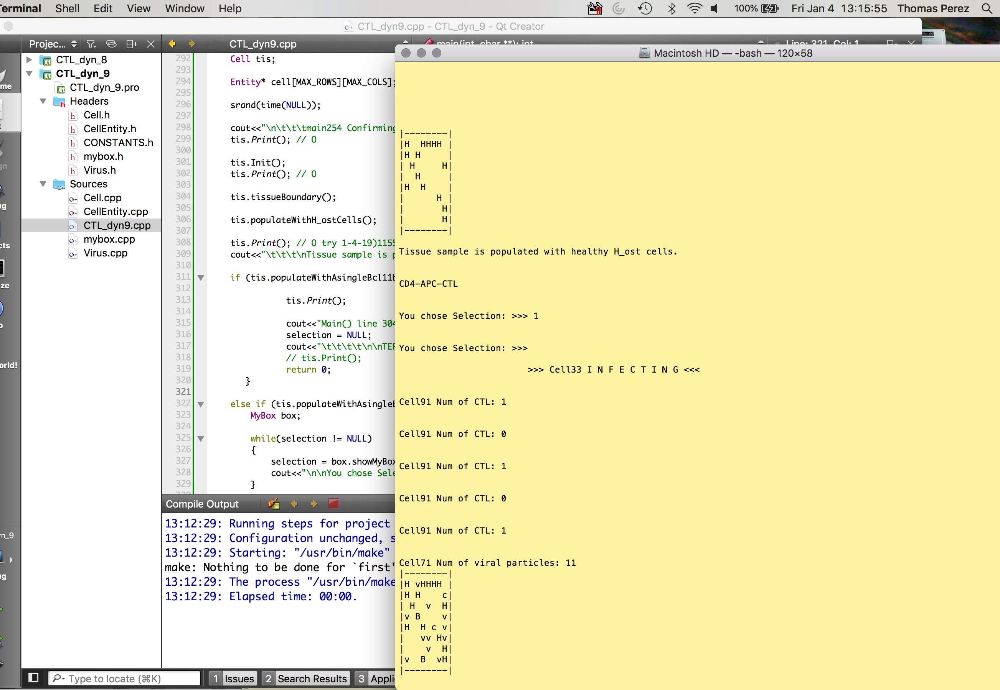 Terminal Shell Edit View Window Help 100% Fri Jan 4 13:15:55 Thomas Perez
CTL_dyn9.cpp - CTL_dyn_9 - Qt Creator
Projec... CTL_dyn9.cpp main(int, char **): int # Line: 321, Col: 1
CTL_dyn_8
CTL_dyn_9
CTL_dyn_9.pro
Headers
Cell.h
CellEntity.h
CONSTANTS.h
mybox.h
Virus.h
Sources
Cell.cpp
CellEntity.cpp
CTL_dyn9.cpp
mybox.cpp
Virus.cpp
292 Cell tis;
293
294 Entity* cell[MAX_ROWS][MAX_COLS];
295
296 srand(time(NULL));
297
298 cout<<"\n\t\t\tmain254 Confirming
299 tis.Print(); // O
300
301 tis.Init();
302 tis.Print(); // O
303
304 tis.tissueBoundary();
305
306 tis.populateWithH_ostCells();
307
308 tis.Print(); // O try 1-4-19)1155
309 cout<<"\t\t\t\nTissue sample is p
310
311 if (tis.populateWithAsingleBcl11b
312
313 tis.Print();
314
315 cout<<"Main() line 304
316 selection = NULL;
317 cout<<"\t\t\t\t\n\nTER
318 // tis.Print();
319 return 0;
320 }
321
322 else if (tis.populateWithAsingleB
323 MyBox box;
324
325 while(selection != NULL)
326 {
327 selection = box.showMyBox
328 cout<<"\n\nYou chose Sele
329 }
Compile Output
13:12:29: Running steps for project
13:12:29: Configuration unchanged, s
13:12:29: Starting: "/usr/bin/make"
make: Nothing to be done for `first'
13:12:29: The process "/usr/bin/make
13:12:29: Elapsed time: 00:00.
Type to locate (⌘K) 1 Issues 2 Search Results 3 Appli
Macintosh HD — -bash — 120×58
|--------|
|H  HHHH |
|H H     |
| H     H|
|  H     |
|H  H    |
|      H |
|       H|
|       H|
|--------|
Tissue sample is populated with healthy H_ost cells.
CD4-APC-CTL
You chose Selection: >>> 1
You chose Selection: >>>
>>> Cell33 I N F E C T I N G <<<
Cell91 Num of CTL: 1
Cell91 Num of CTL: 0
Cell91 Num of CTL: 1
Cell91 Num of CTL: 0
Cell91 Num of CTL: 1
Cell71 Num of viral particles: 11
|--------|
|H vHHHH |
|H H    c|
| H  v  H|
|v B    v|
|H  H c v|
|   vv Hv|
|    v  H|
|v  B  vH|
|--------|